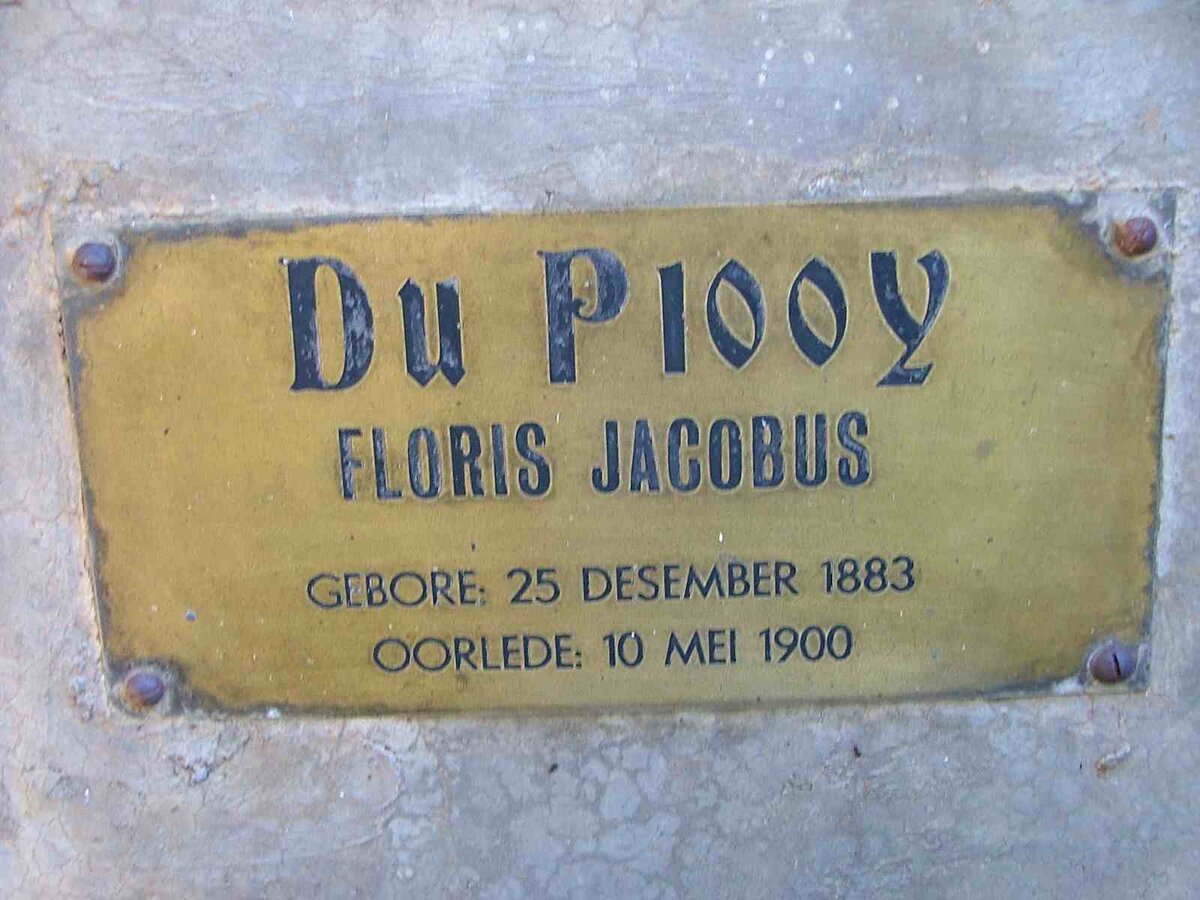 Du Plooy
FLORIS JACOBUS
GEBORE: 25 DESEMBER 1883
OORLEDE: 10 MEI 1900